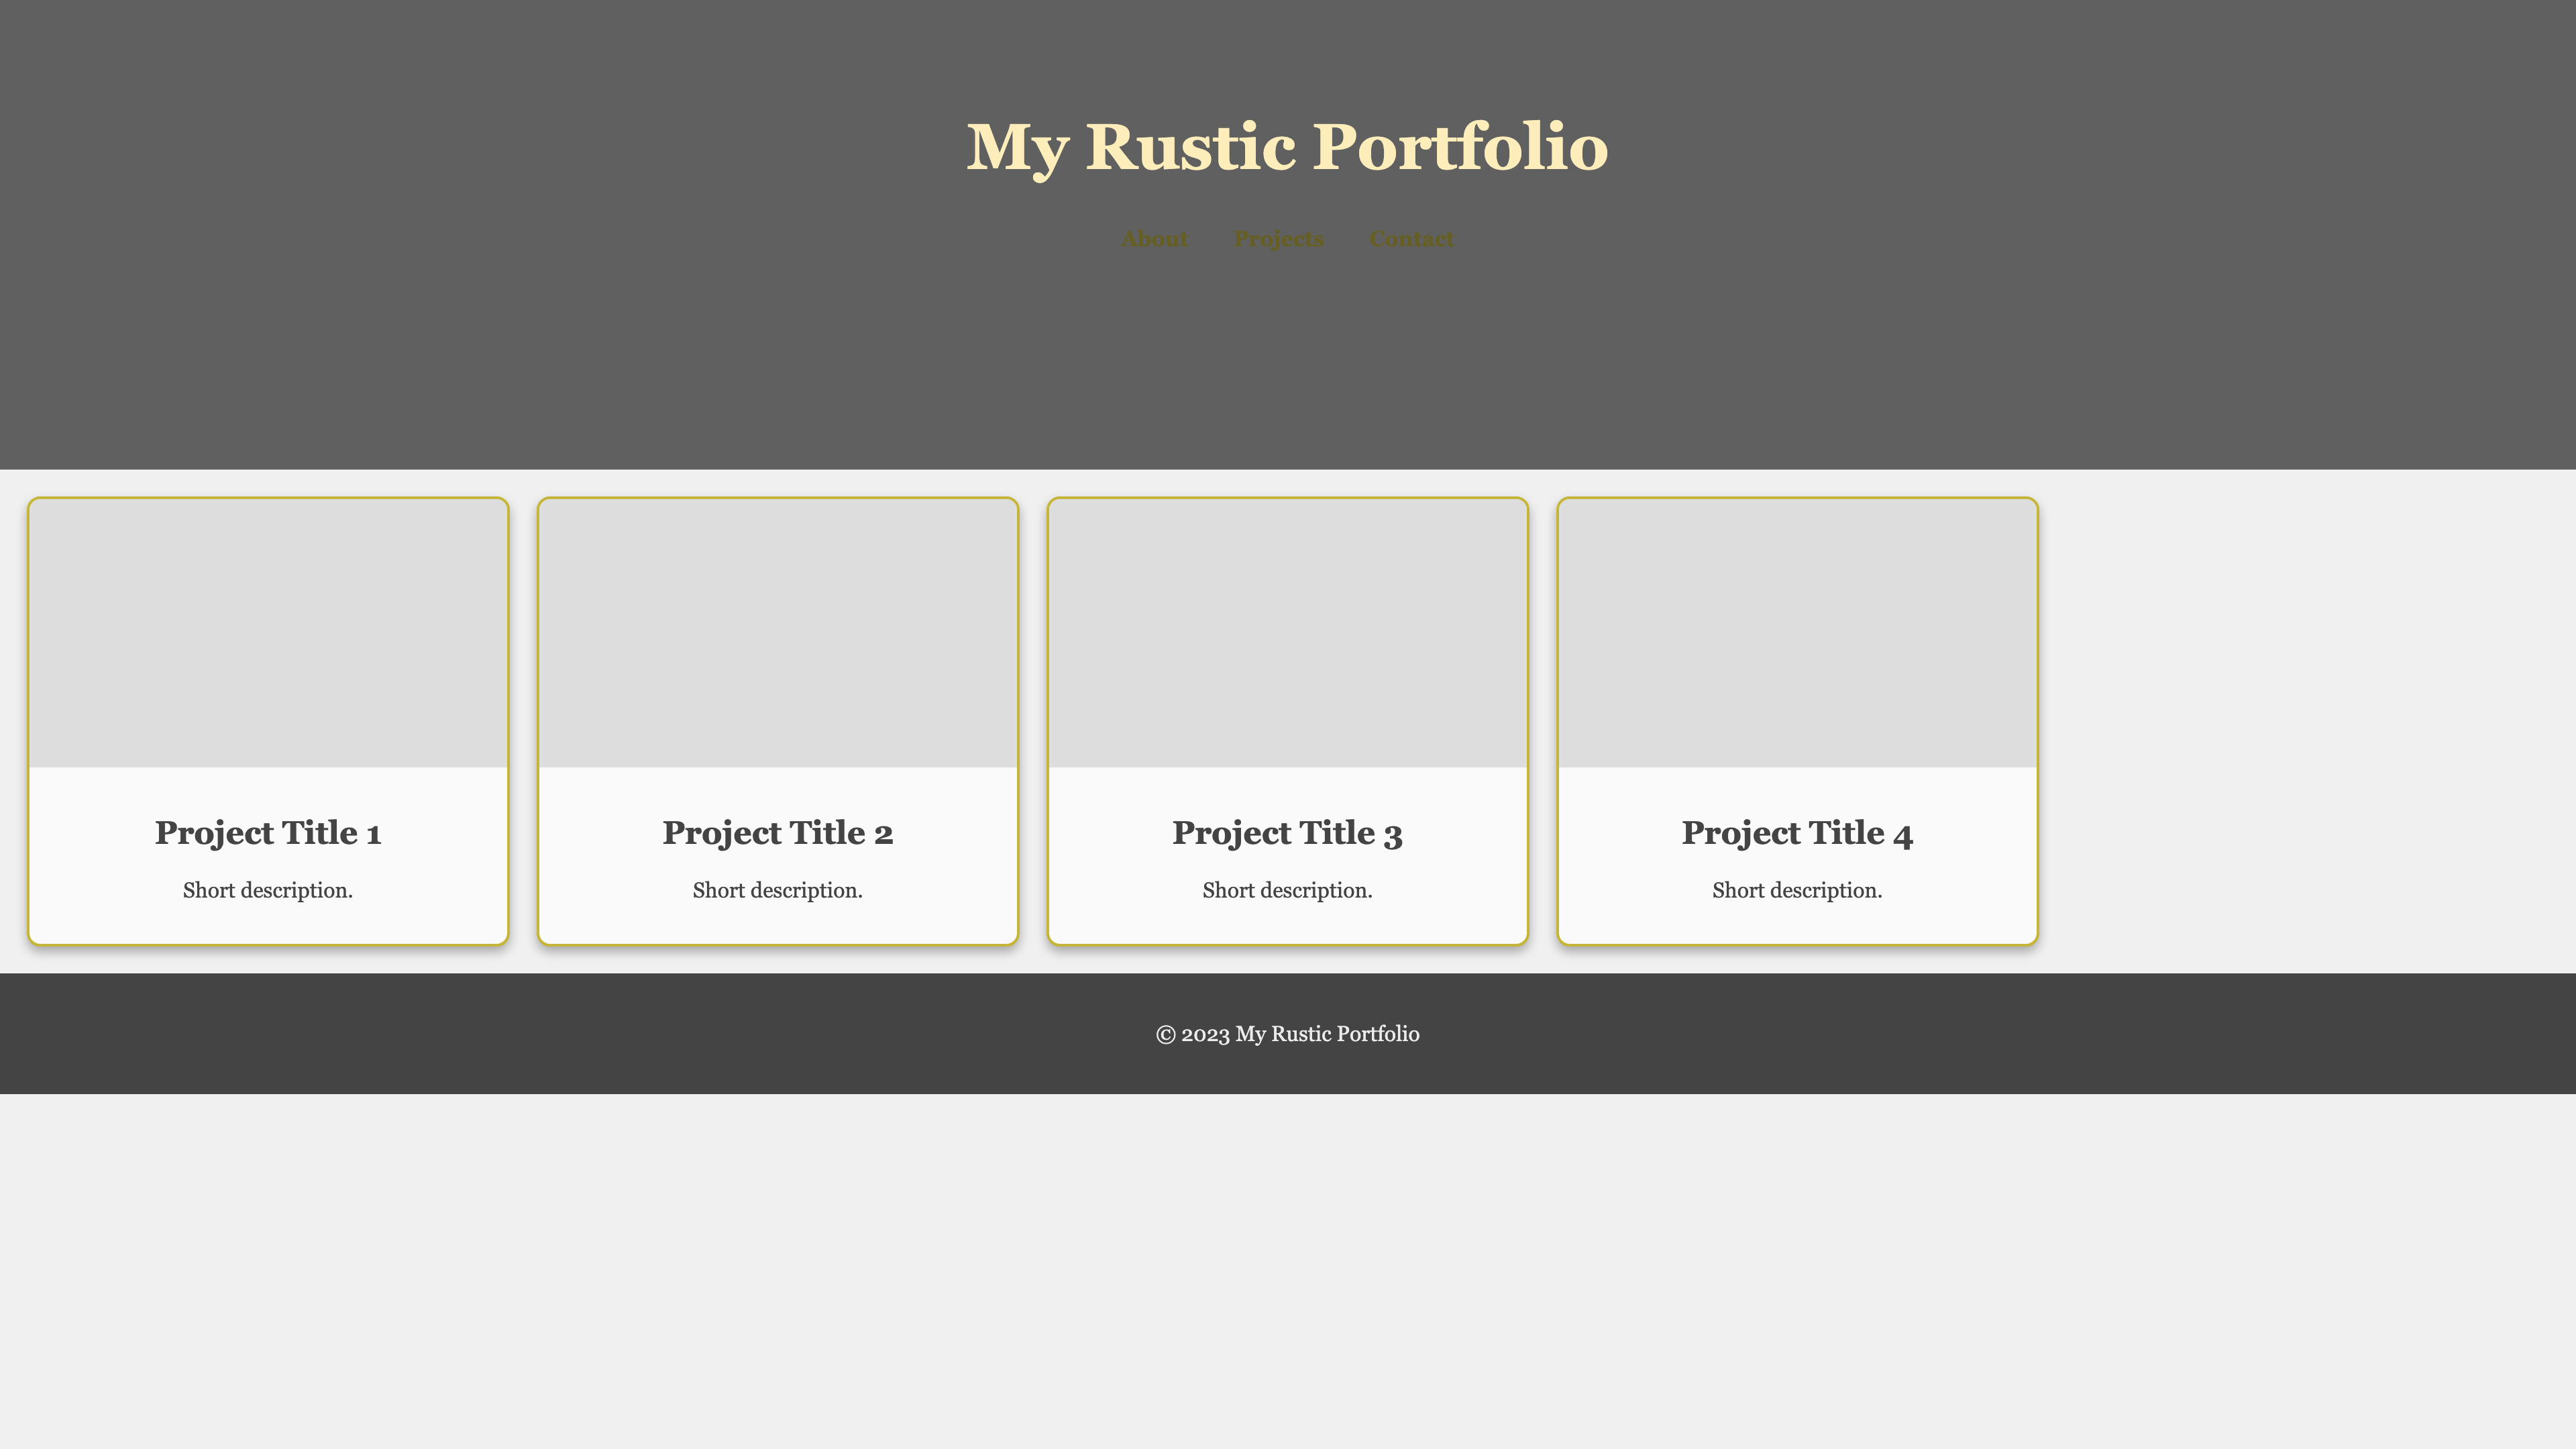 My Rustic Portfolio
About Projects Contact
Project Title 1
Short description.
Project Title 2
Short description.
Project Title 3
Short description.
Project Title 4
Short description.
© 2023 My Rustic Portfolio